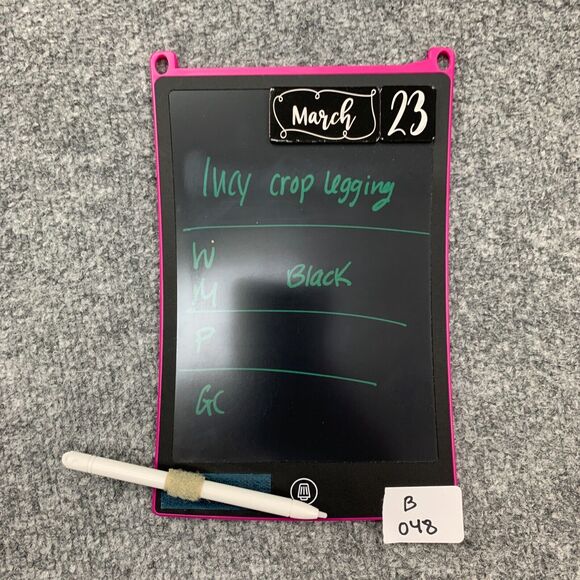 March 23
lucy crop legging
W
Black
M
P
GC
B
048